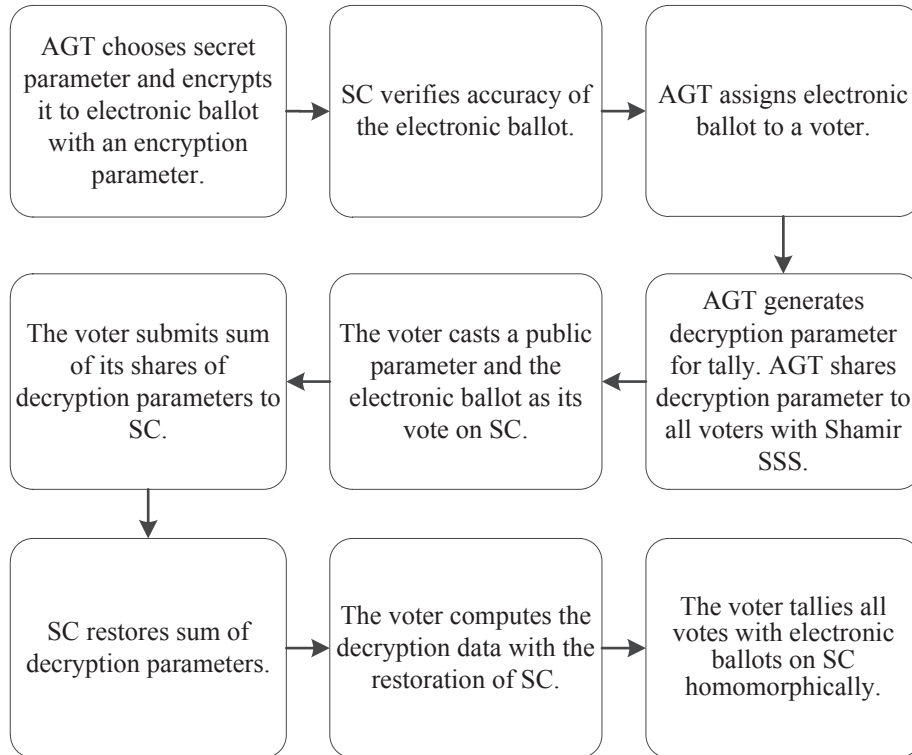 AGT chooses secret
parameter and encrypts
it to electronic ballot
with an encryption
parameter.
SC verifies accuracy of
the electronic ballot.
AGT assigns electronic
ballot to a voter.
AGT generates
decryption parameter
for tally. AGT shares
decryption parameter to
all voters with Shamir
SSS.
The voter casts a public
parameter and the
electronic ballot as its
vote on SC.
The voter submits sum
of its shares of
decryption parameters to
SC.
SC restores sum of
decryption parameters.
The voter computes the
decryption data with the
restoration of SC.
The voter tallies all
votes with electronic
ballots on SC
homomorphically.